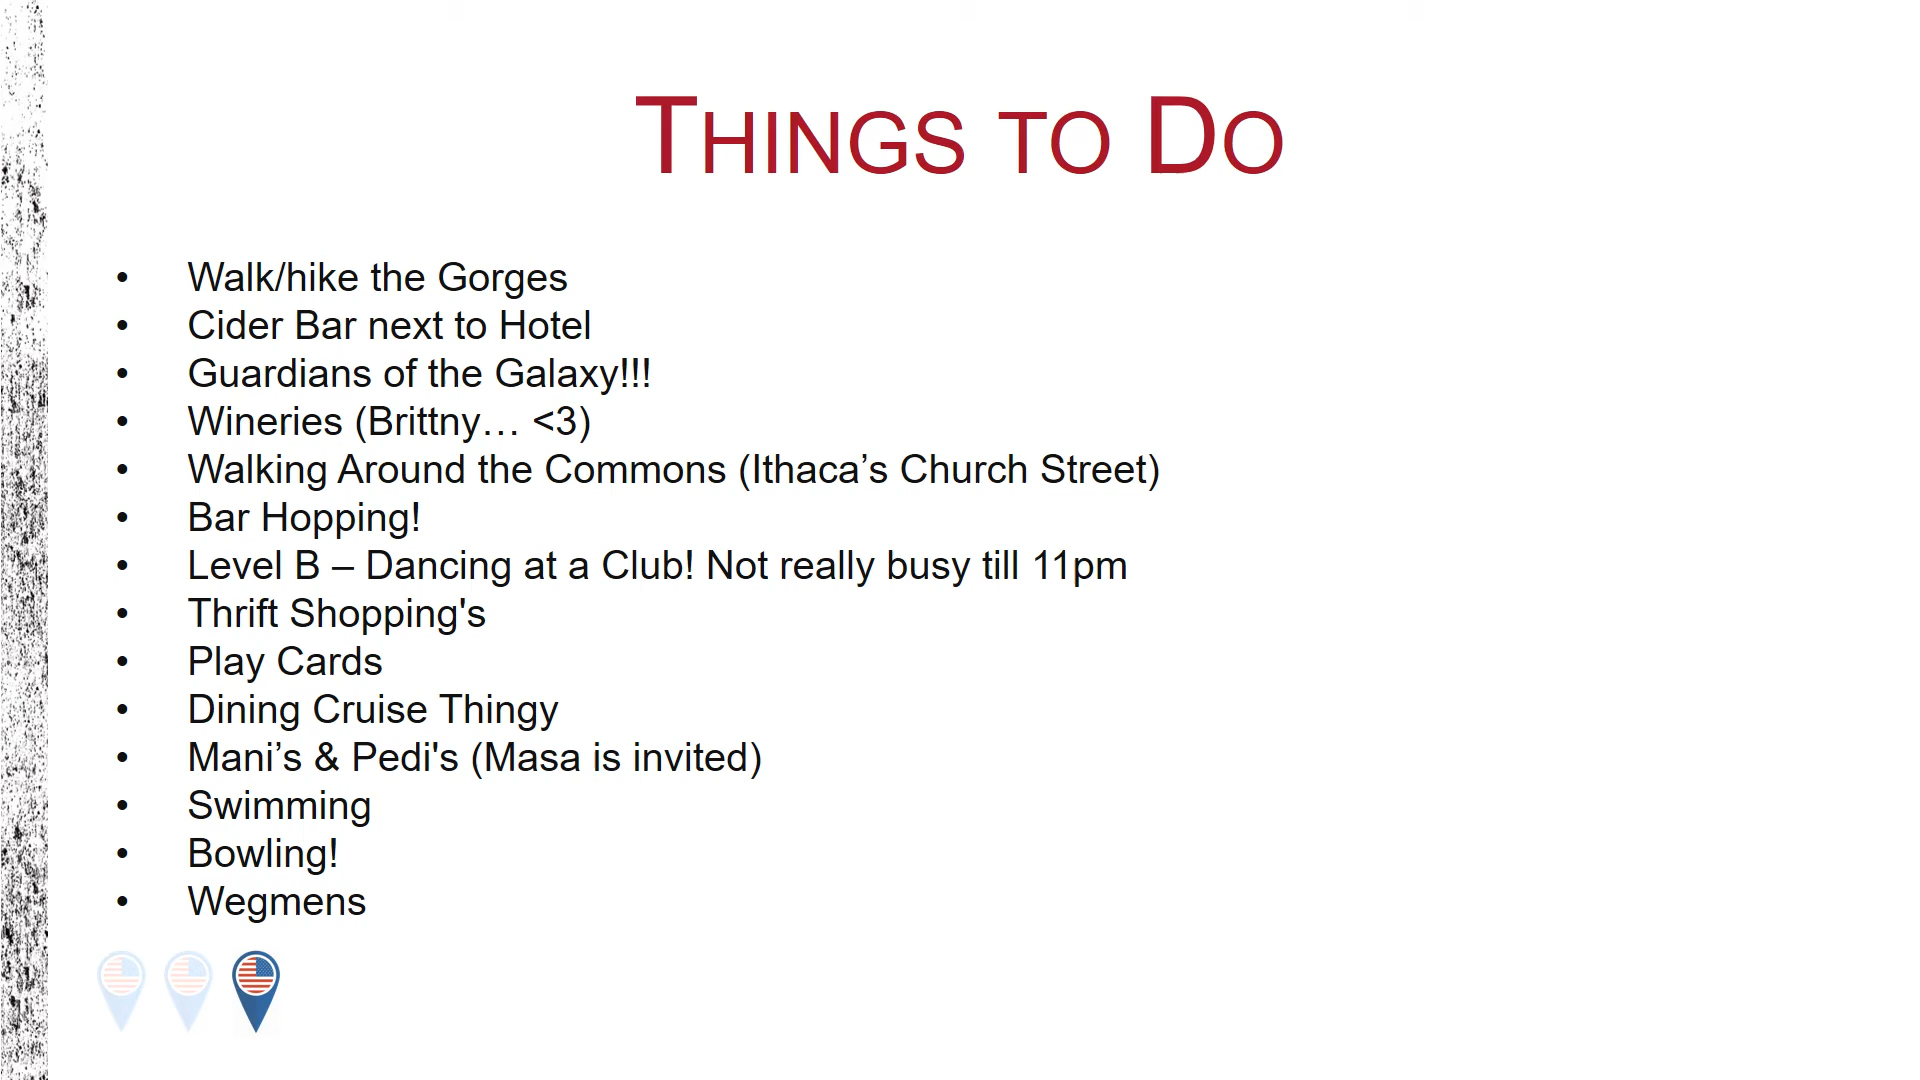 Things to Do
• Walk/hike the Gorges
• Cider Bar next to Hotel
• Guardians of the Galaxy!!!
• Wineries (Brittny… <3)
• Walking Around the Commons (Ithaca’s Church Street)
• Bar Hopping!
• Level B – Dancing at a Club! Not really busy till 11pm
• Thrift Shopping's
• Play Cards
• Dining Cruise Thingy
• Mani’s & Pedi's (Masa is invited)
• Swimming
• Bowling!
• Wegmens